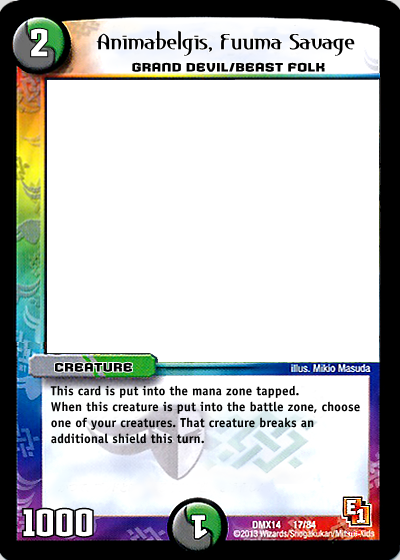 2
Animabelgis, Fuuma Savage
GRAND DEVIL/BEAST FOLK
CREATURE
illus. Mikio Masuda
This card is put into the mana zone tapped.
When this creature is put into the battle zone, choose
one of your creatures. That creature breaks an
additional shield this turn.
E1
1000
1
DMX14 17/84
©2013 Wizards/Shogakukan/Mitsui-Kids